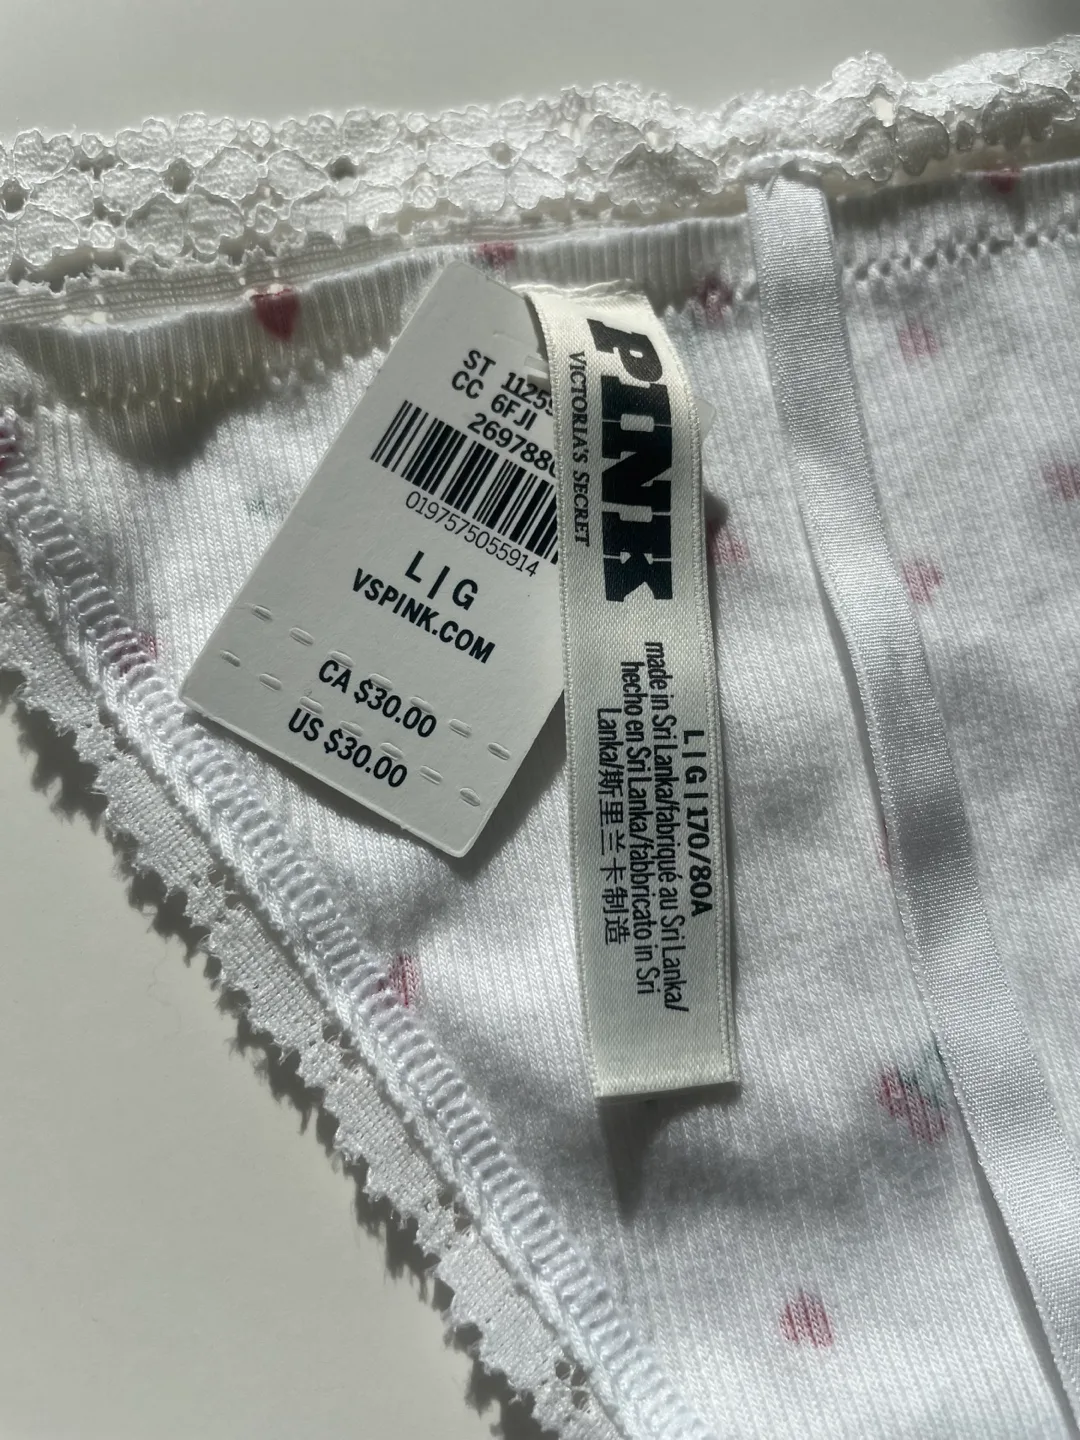 ST 11255
CC 6FJI
2697886
0197575055914
L | G
VSPINK.COM
CA $30.00
US $30.00
PINK
VICTORIA'S SECRET
L | G | 170/80A
made in Sri Lanka/fabriqué au Sri Lanka/
hecho en Sri Lanka/fabbricato in Sri
Lanka/斯里兰卡制造